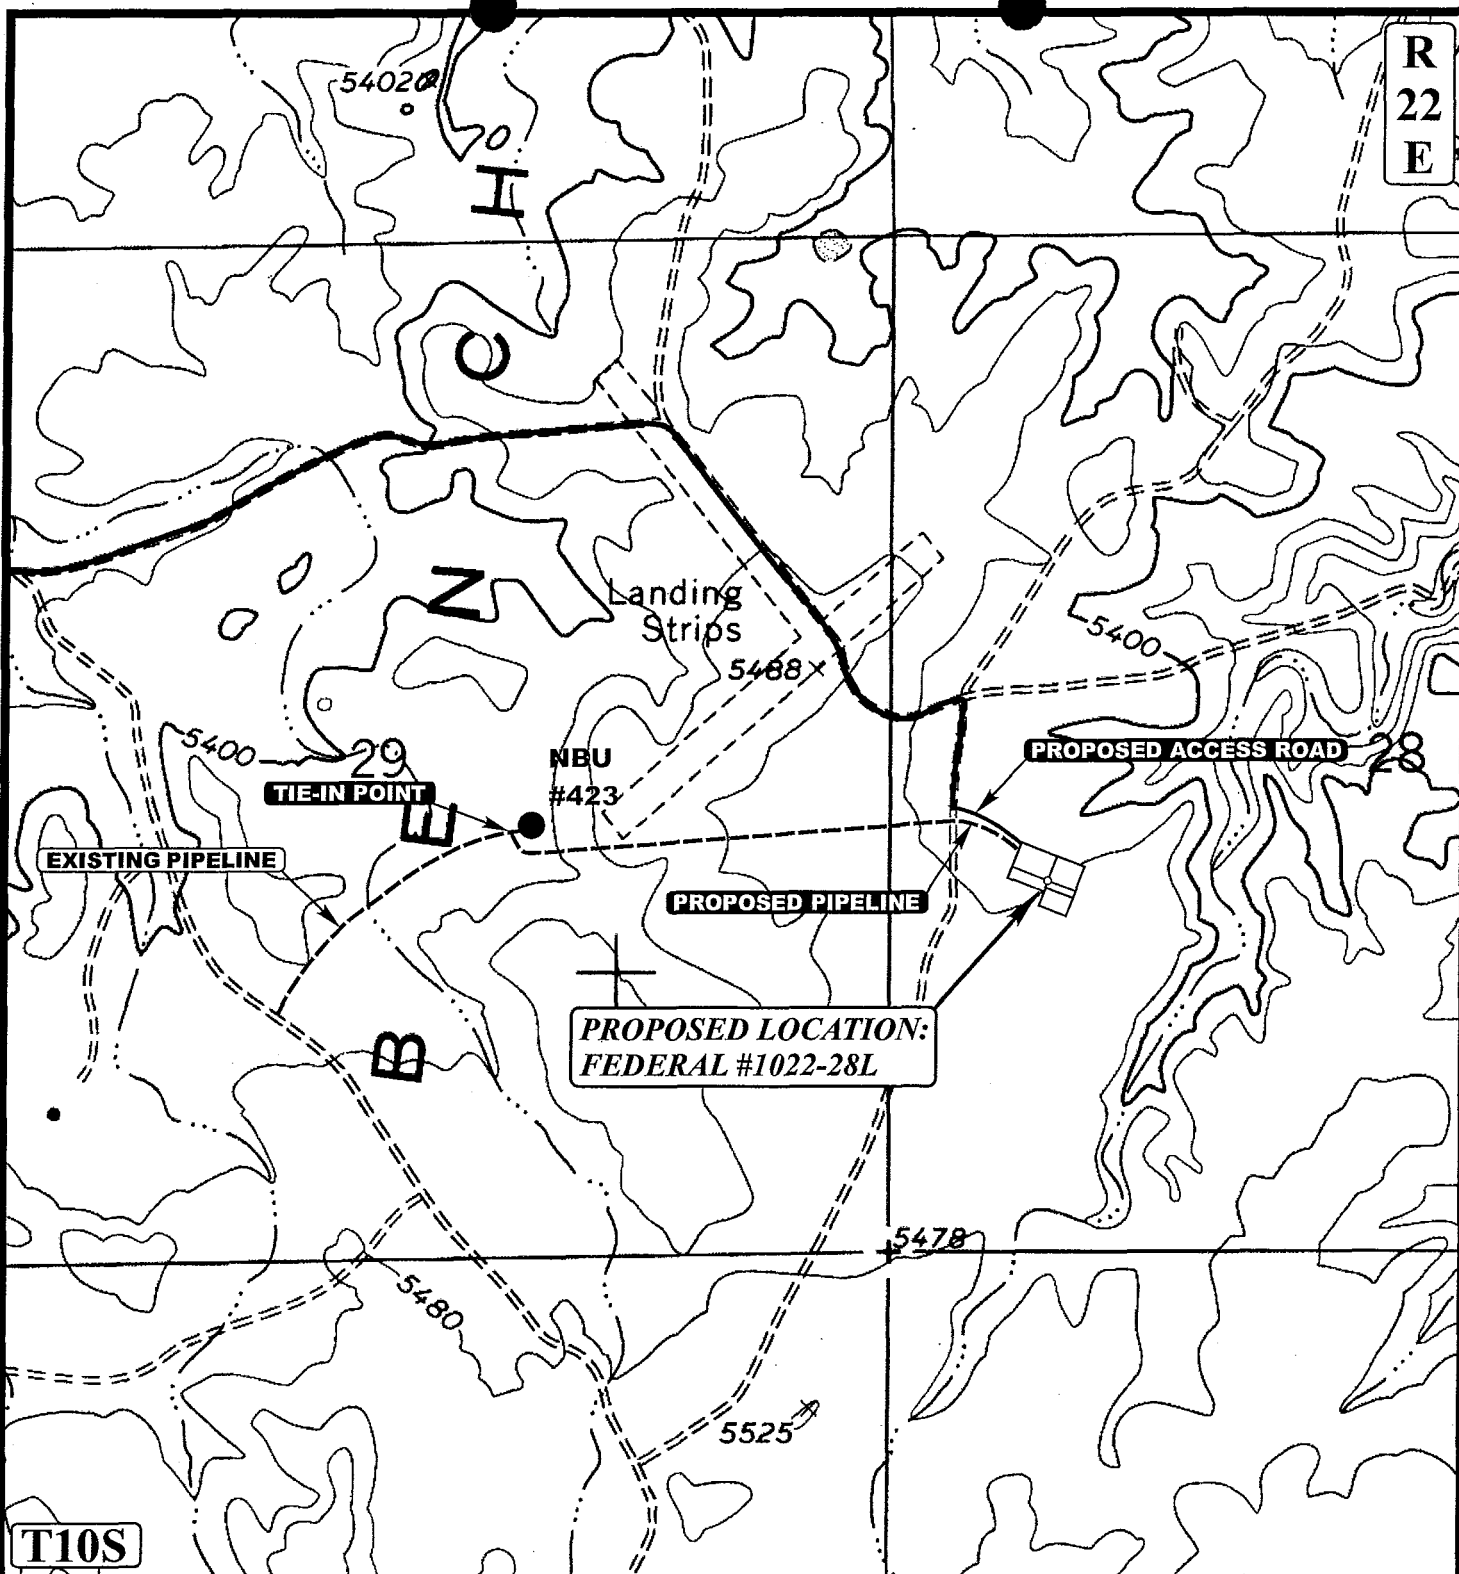 R
22
E
54020
H
C
N
Landing
Strips
5488
5400
5400
29
NBU
#423
TIE-IN POINT
E
PROPOSED ACCESS ROAD
28
EXISTING PIPELINE
PROPOSED PIPELINE
PROPOSED LOCATION:
FEDERAL #1022-28L
B
5478
5480
5525
T10S